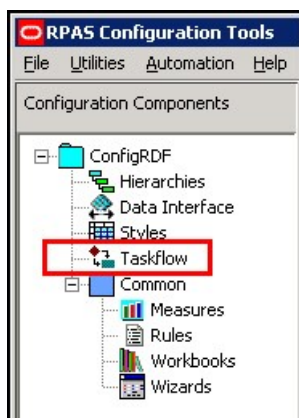 RPAS Configuration Tools
File Utilities Automation Help
Configuration Components
ConfigRDF
Hierarchies
Data Interface
Styles
Taskflow
Common
Measures
Rules
Workbooks
Wizards